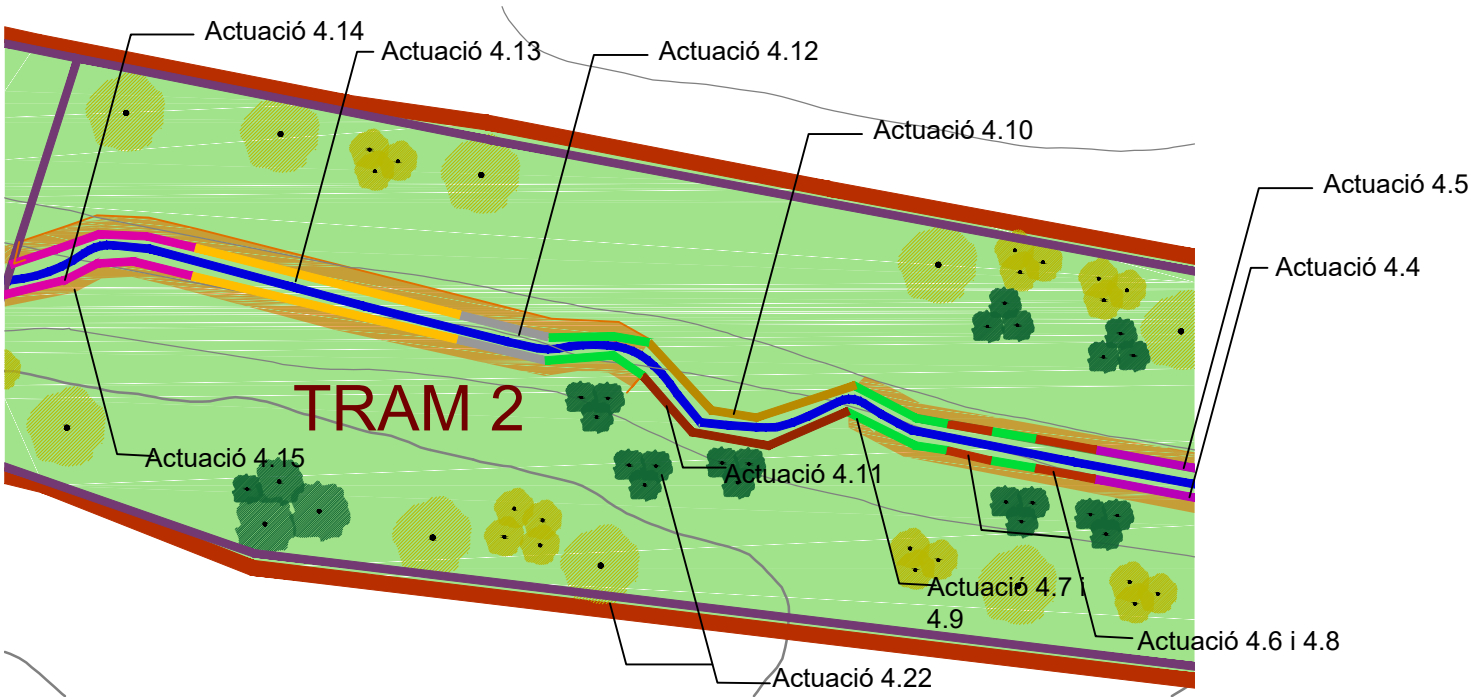 Actuació 4.14
Actuació 4.13
Actuació 4.12
Actuació 4.10
Actuació 4.5
Actuació 4.4
TRAM 2
Actuació 4.15
Actuació 4.11
Actuació 4.7 i
4.9
Actuació 4.6 i 4.8
Actuació 4.22